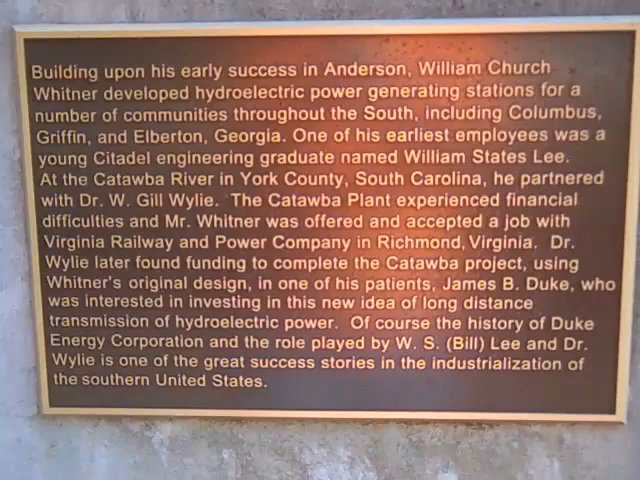 Building upon his early success in Anderson, William Church
Whitner developed hydroelectric power generating stations for a
number of communities throughout the South, including Columbus,
Griffin, and Elberton, Georgia. One of his earliest employees was a
young Citadel engineering graduate named William States Lee.
At the Catawba River in York County, South Carolina, he partnered
with Dr. W. Gill Wylie. The Catawba Plant experienced financial
difficulties and Mr. Whitner was offered and accepted a job with
Virginia Railway and Power Company in Richmond, Virginia. Dr.
Wylie later found funding to complete the Catawba project, using
Whitner's original design, in one of his patients, James B. Duke, who
was interested in investing in this new idea of long distance
transmission of hydroelectric power. Of course the history of Duke
Energy Corporation and the role played by W. S. (Bill) Lee and Dr.
Wylie is one of the great success stories in the industrialization of
the southern United States.